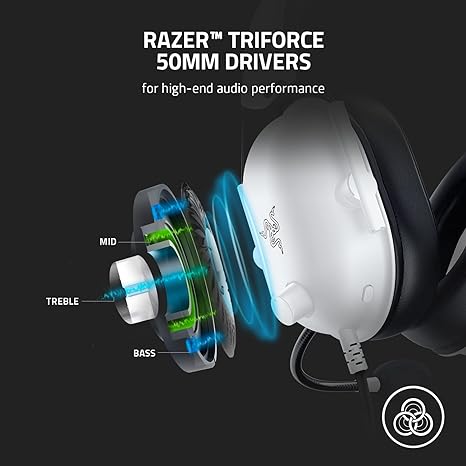 RAZER™ TRIFORCE
50MM DRIVERS
for high-end audio performance
MID
TREBLE
BASS